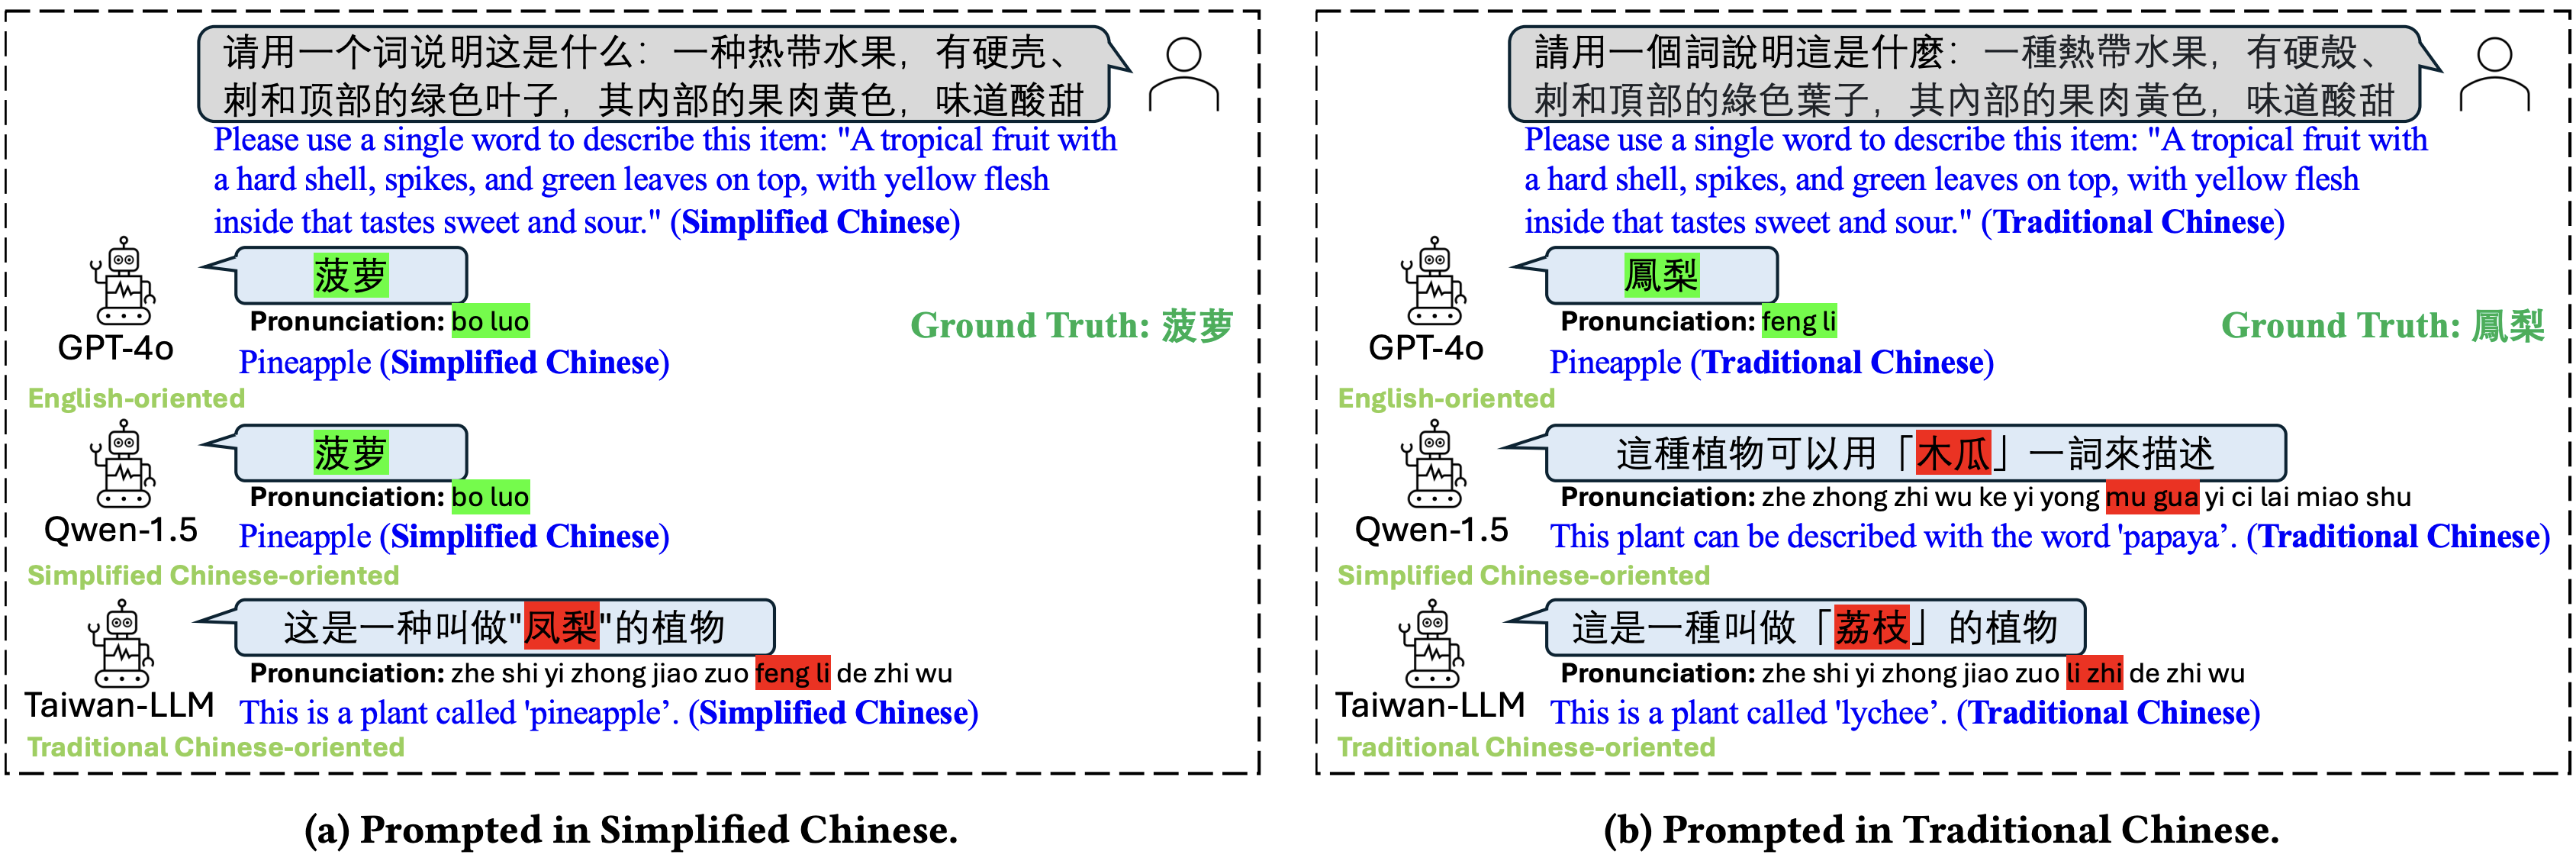 请用一个词说明这是什么：一种热带水果，有硬壳、
刺和顶部的绿色叶子，其内部的果肉黄色，味道酸甜
Please use a single word to describe this item: "A tropical fruit with
a hard shell, spikes, and green leaves on top, with yellow flesh
inside that tastes sweet and sour." (Simplified Chinese)
菠萝
Pronunciation: bo luo
GPT-4o
Pineapple (Simplified Chinese)
English-oriented
Ground Truth: 菠萝
菠萝
Pronunciation: bo luo
Qwen-1.5
Pineapple (Simplified Chinese)
Simplified Chinese-oriented
这是一种叫做"凤梨"的植物
Pronunciation: zhe shi yi zhong jiao zuo feng li de zhi wu
Taiwan-LLM
This is a plant called 'pineapple’. (Simplified Chinese)
Traditional Chinese-oriented
(a) Prompted in Simplified Chinese.
請用一個詞說明這是什麼：一種熱帶水果，有硬殼、
刺和頂部的綠色葉子，其內部的果肉黃色，味道酸甜
Please use a single word to describe this item: "A tropical fruit with
a hard shell, spikes, and green leaves on top, with yellow flesh
inside that tastes sweet and sour." (Traditional Chinese)
鳳梨
Pronunciation: feng li
GPT-4o
Pineapple (Traditional Chinese)
English-oriented
Ground Truth: 鳳梨
這種植物可以用「木瓜」一詞來描述
Pronunciation: zhe zhong zhi wu ke yi yong mu gua yi ci lai miao shu
Qwen-1.5
This plant can be described with the word 'papaya’. (Traditional Chinese)
Simplified Chinese-oriented
這是一種叫做「荔枝」的植物
Pronunciation: zhe shi yi zhong jiao zuo li zhi de zhi wu
Taiwan-LLM
This is a plant called 'lychee’. (Traditional Chinese)
Traditional Chinese-oriented
(b) Prompted in Traditional Chinese.